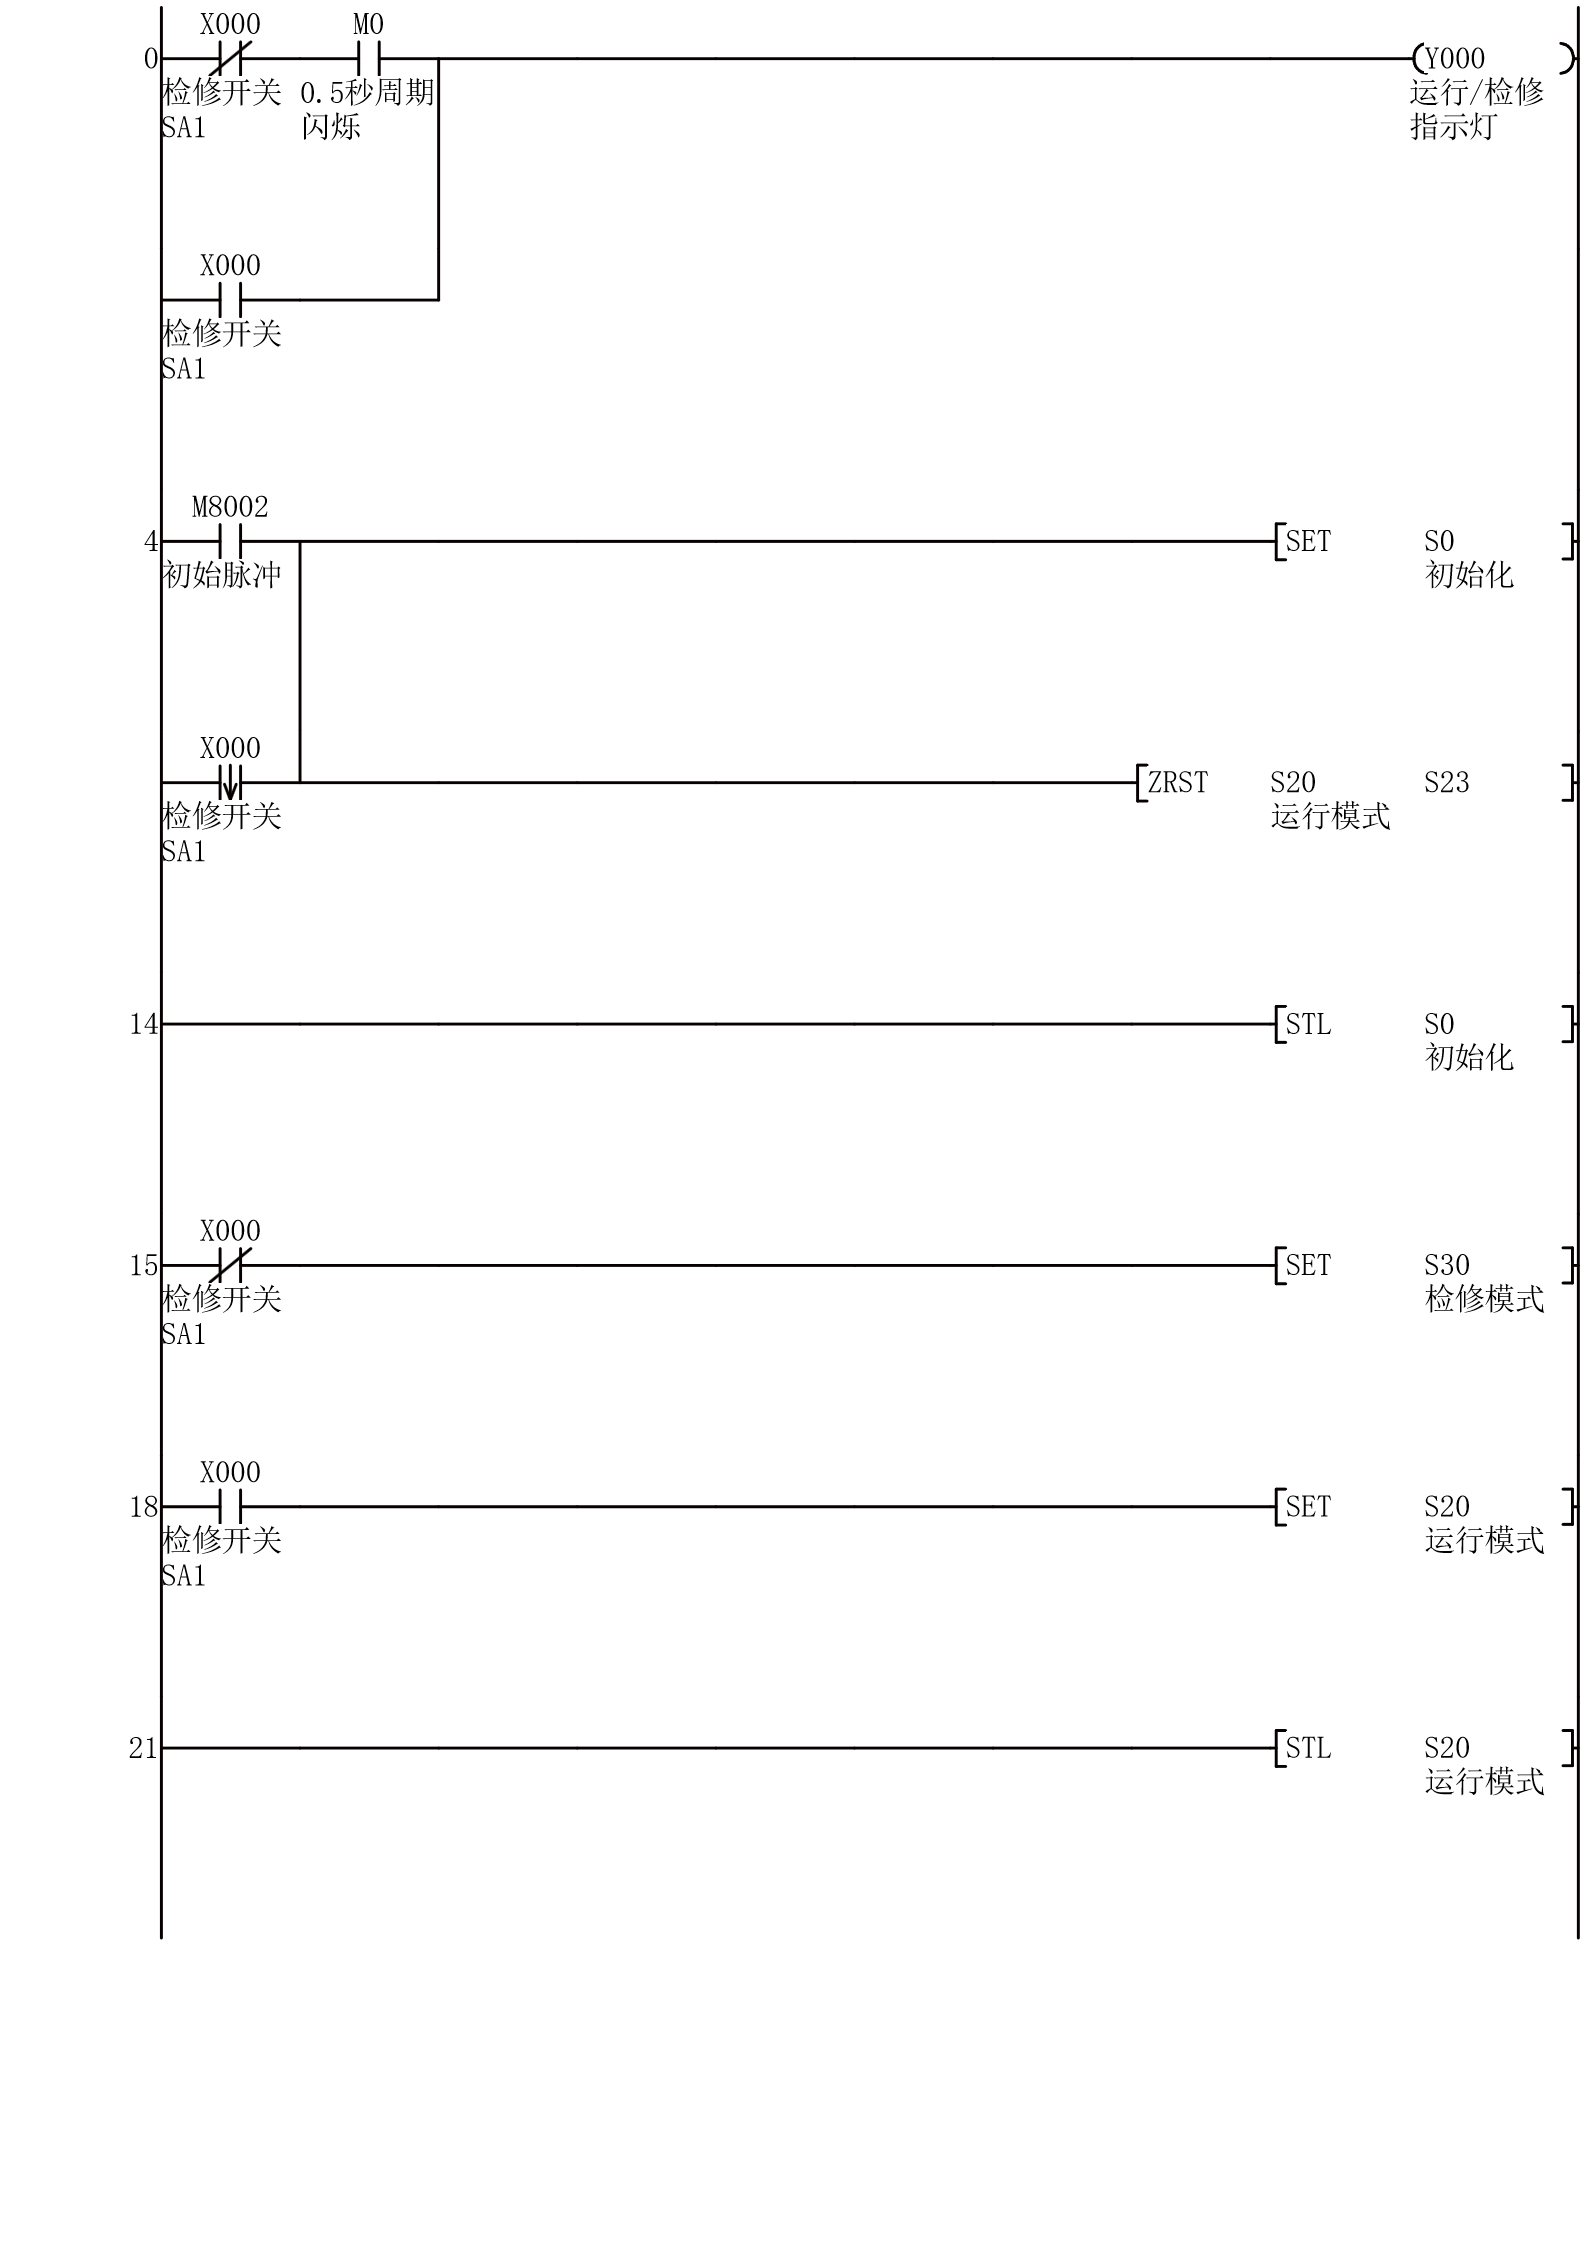 X000 M0
0 Y000
检修开关 0.5秒周期 运行/检修
SA1 闪烁 指示灯
X000
检修开关
SA1
M8002
4 SET S0
初始脉冲 初始化
X000
ZRST S20 S23
检修开关 运行模式
SA1
14 STL S0
初始化
X000
15 SET S30
检修开关 检修模式
SA1
X000
18 SET S20
检修开关 运行模式
SA1
21 STL S20
运行模式